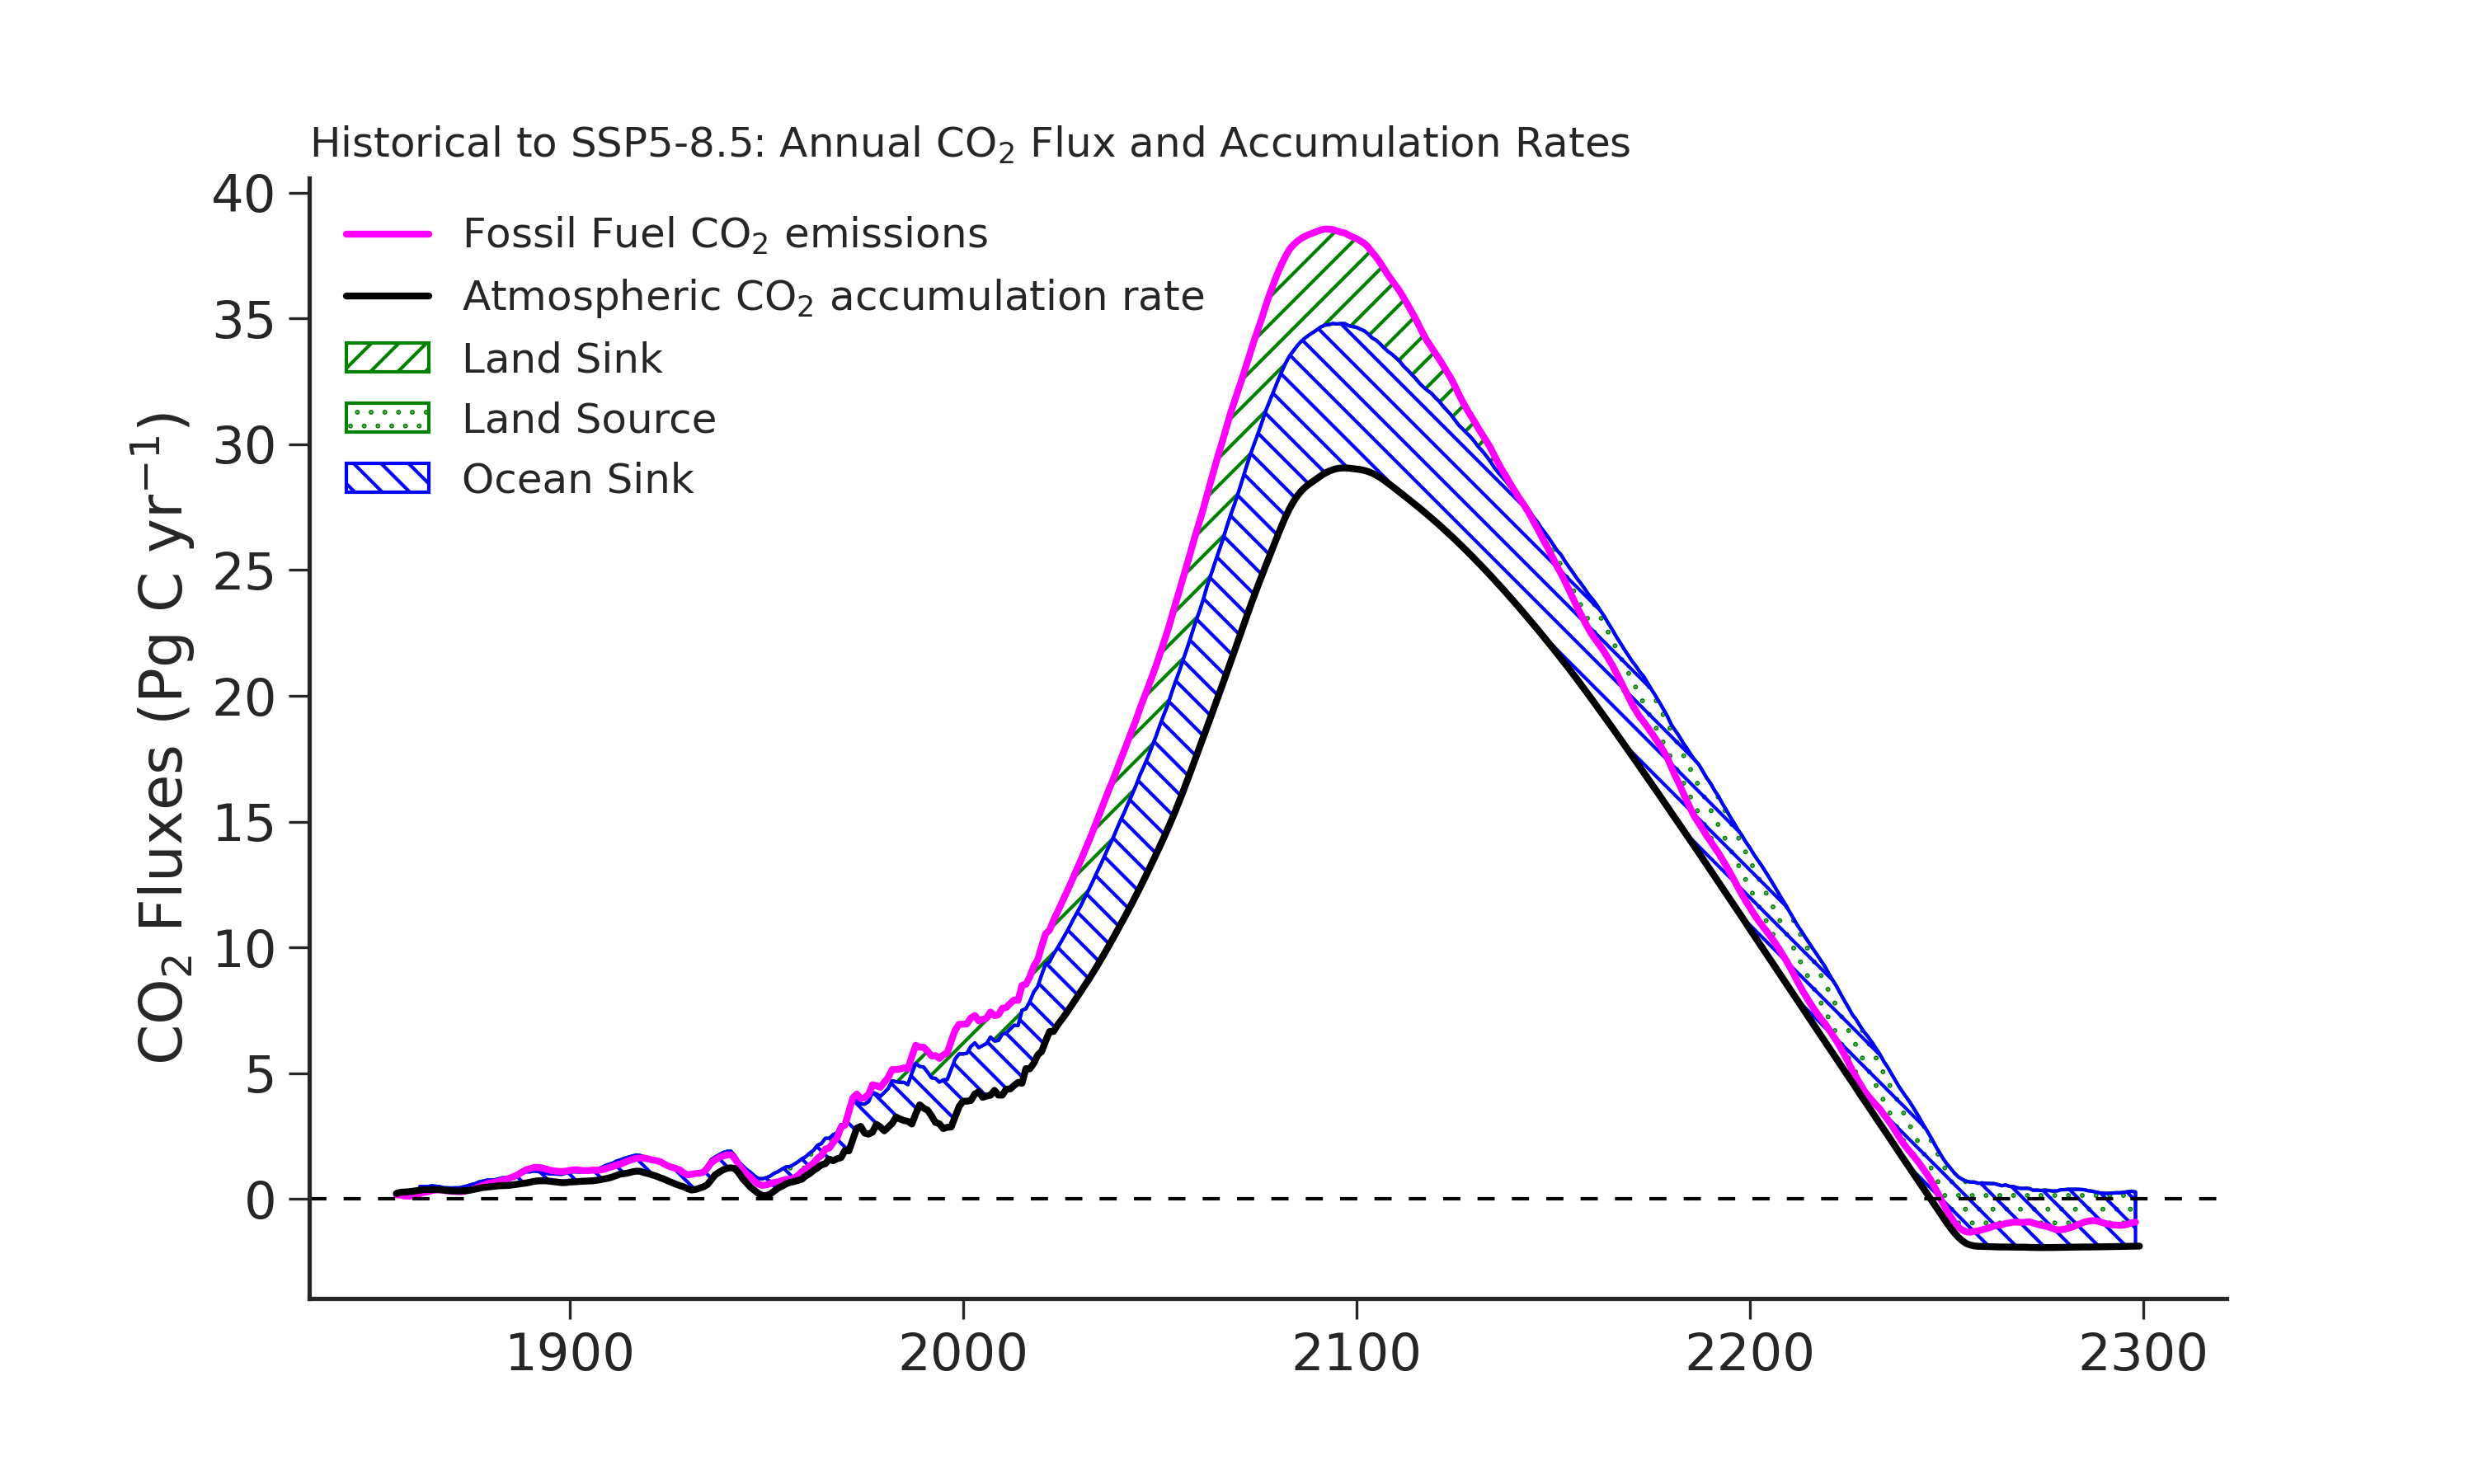 Historical to SSP5-8.5: Annual CO₂ Flux and Accumulation Rates
CO₂ Fluxes (Pg C yr⁻¹)
40
35
30
25
20
15
10
5
0
Fossil Fuel CO₂ emissions
Atmospheric CO₂ accumulation rate
Land Sink
Land Source
Ocean Sink
1900 2000 2100 2200 2300